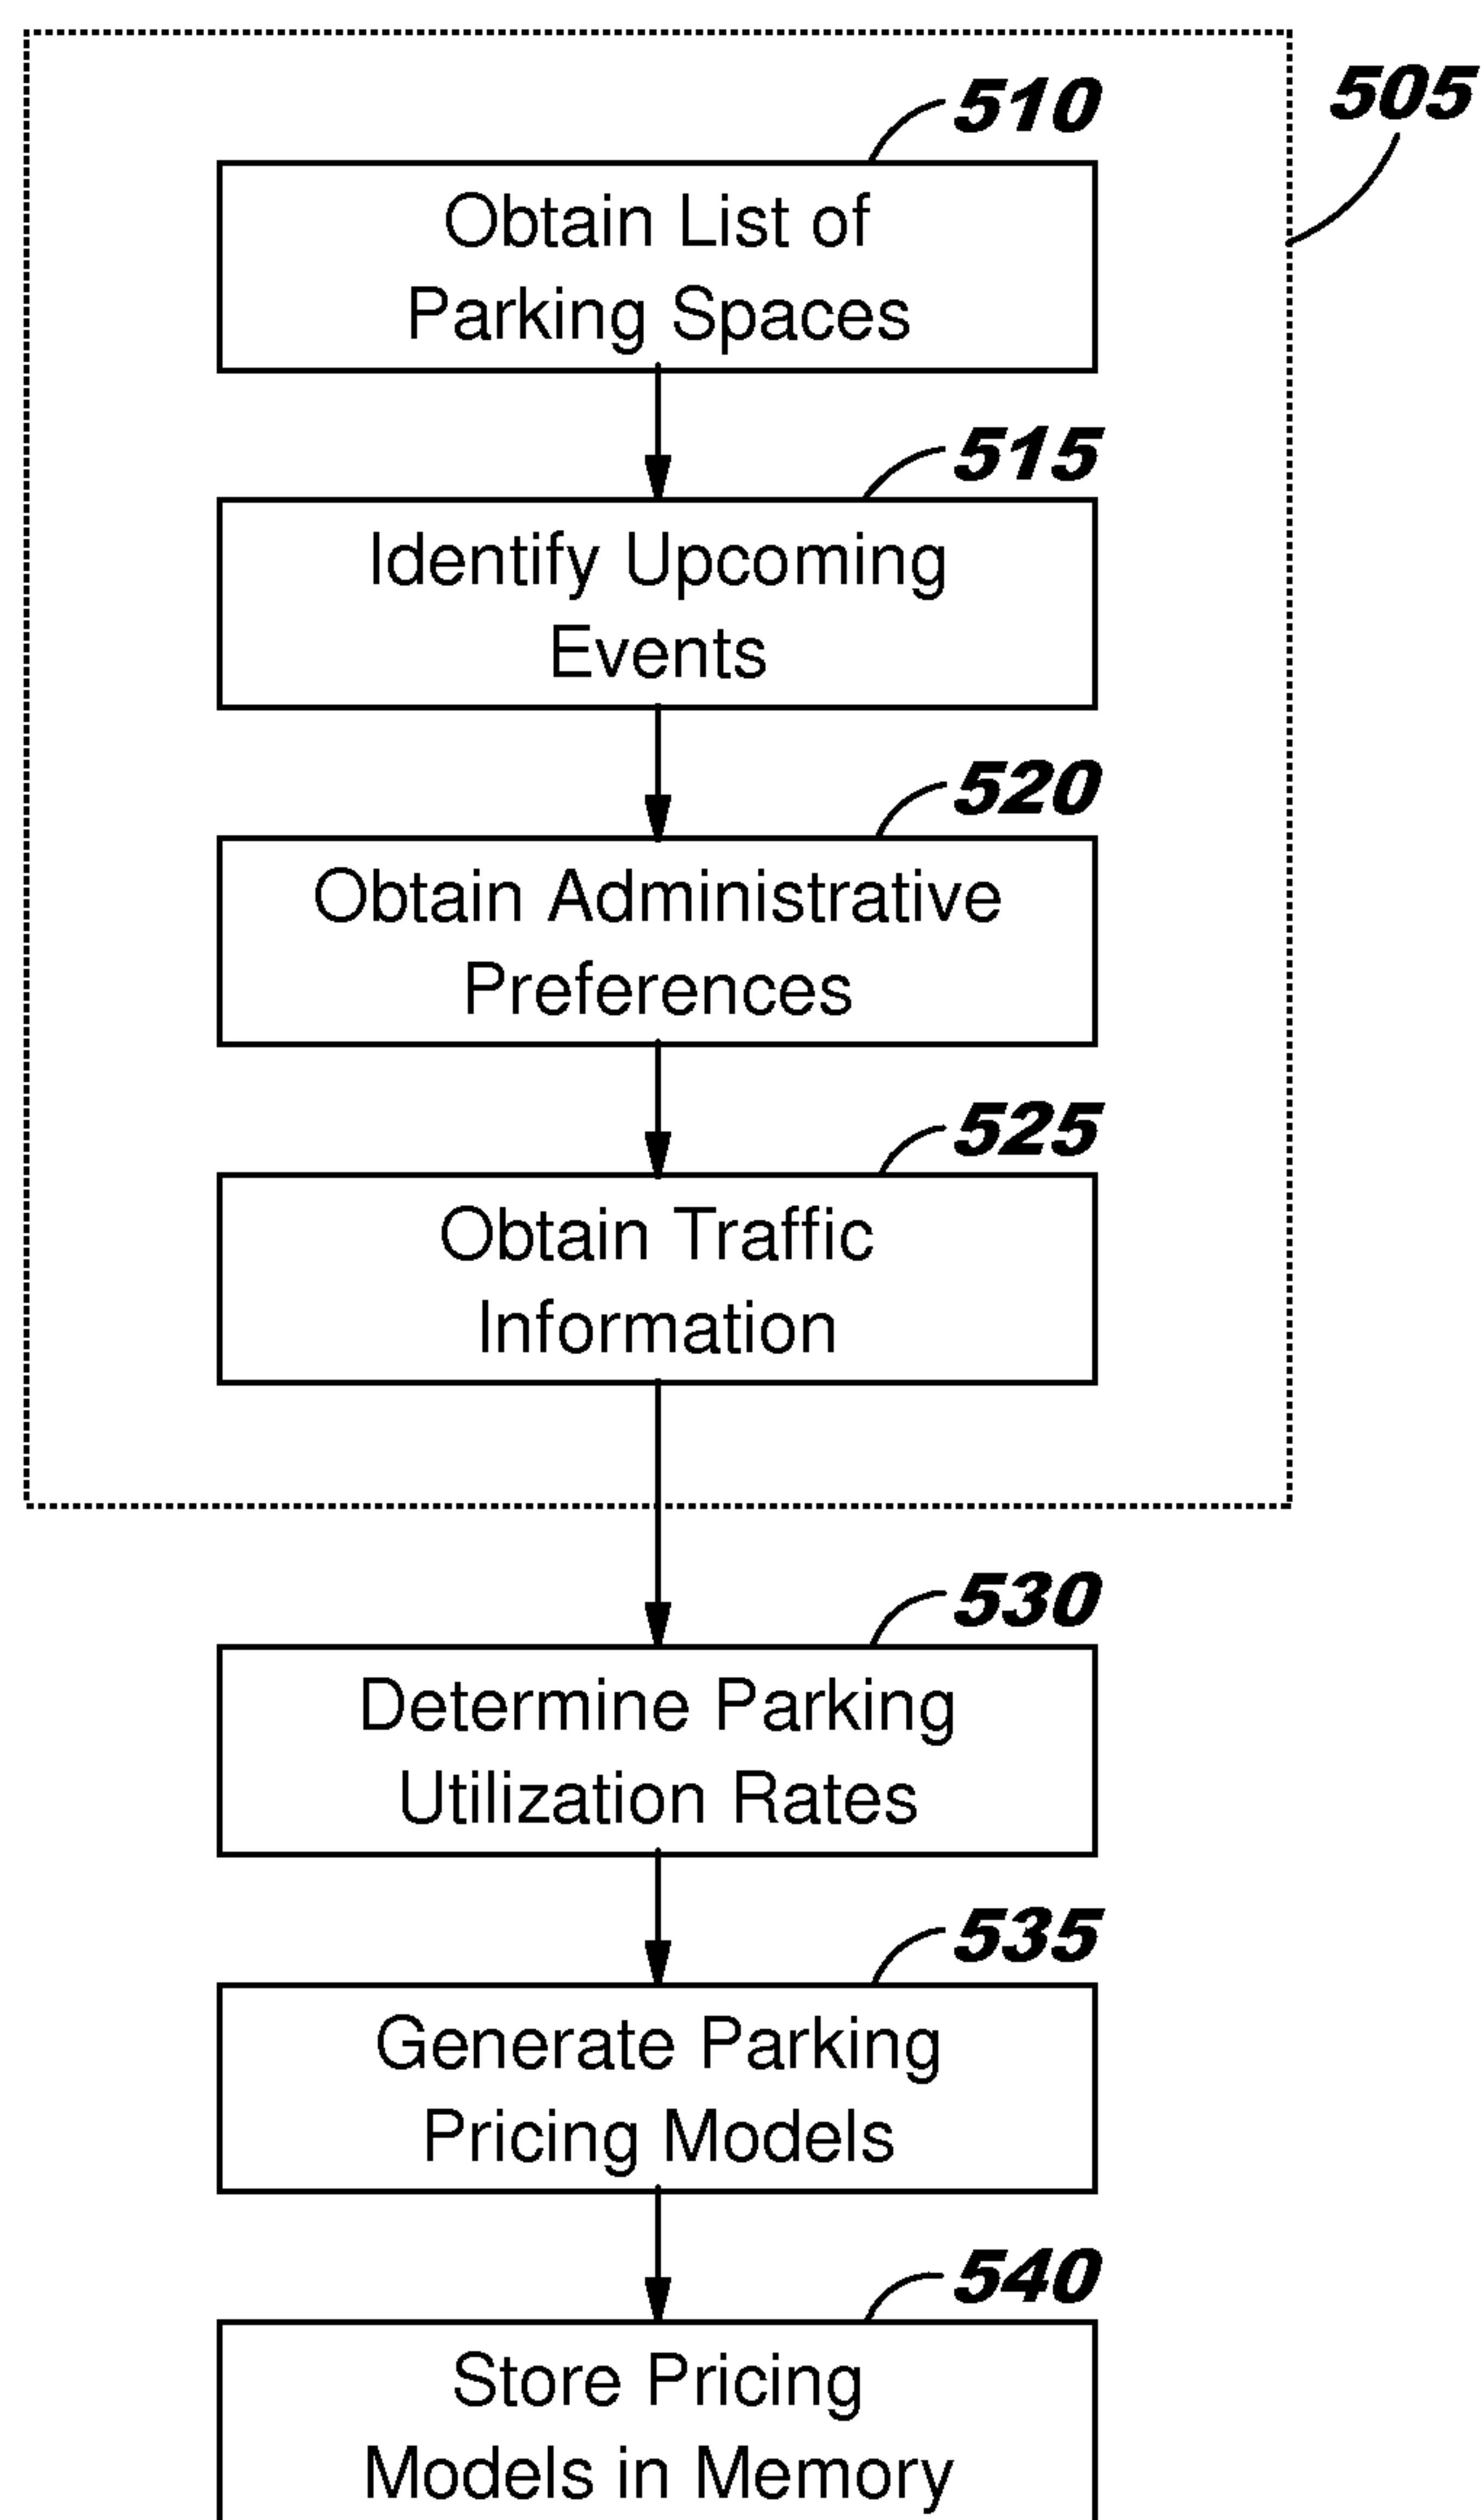 510
505
Obtain List of
Parking Spaces
515
Identify Upcoming
Events
520
Obtain Administrative
Preferences
525
Obtain Traffic
Information
530
Determine Parking
Utilization Rates
535
Generate Parking
Pricing Models
540
Store Pricing
Models in Memory